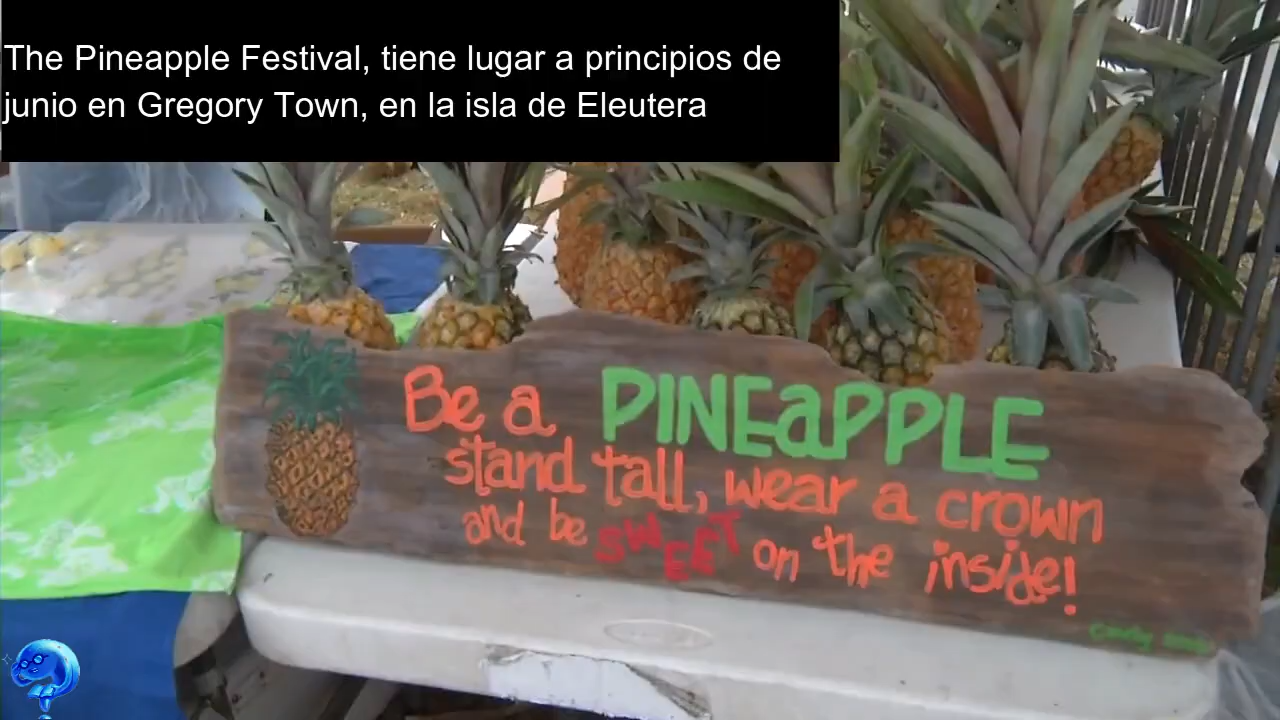 The Pineapple Festival, tiene lugar a principios de
junio en Gregory Town, en la isla de Eleutera
Be a PINEaPPLE
stand tall, wear a crown
and be SWEET on the inside!